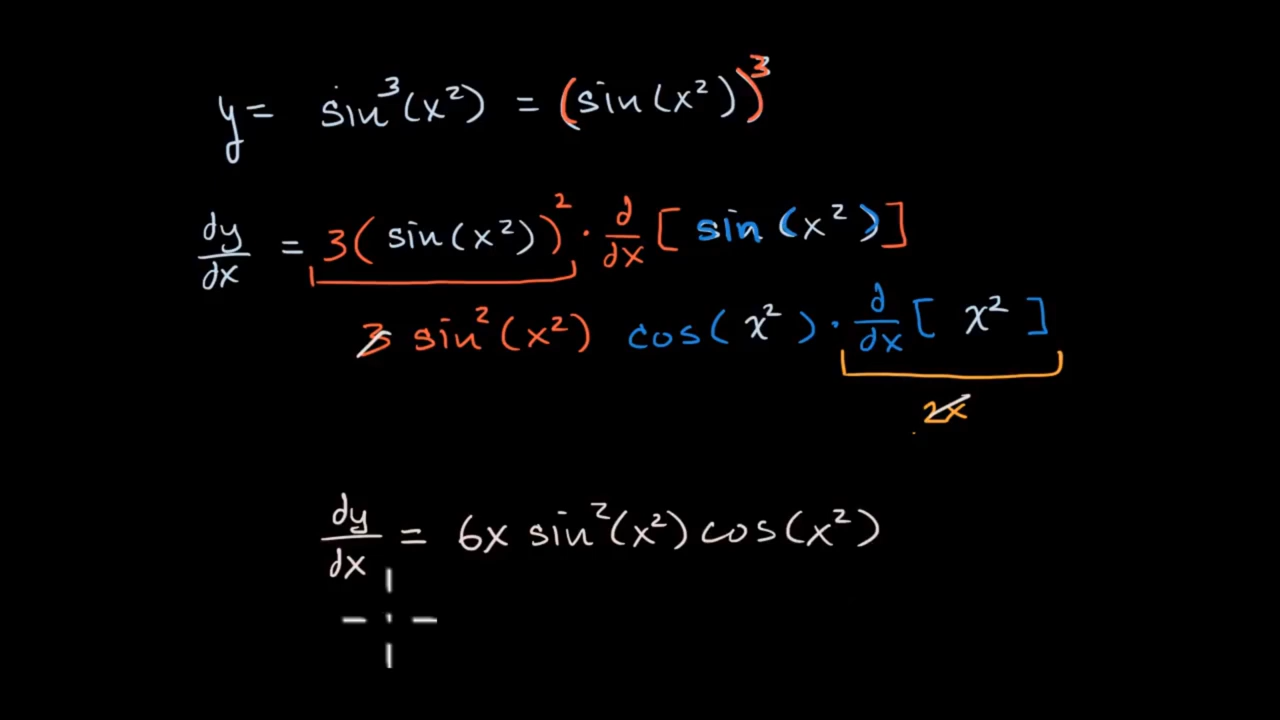 y = sin³(x²) = (sin(x²))³
dy/dx = 3(sin(x²))² · d/dx [sin(x²)]
3 sin²(x²) cos(x²) · d/dx [x²]
2x
dy/dx = 6x sin²(x²) cos(x²)